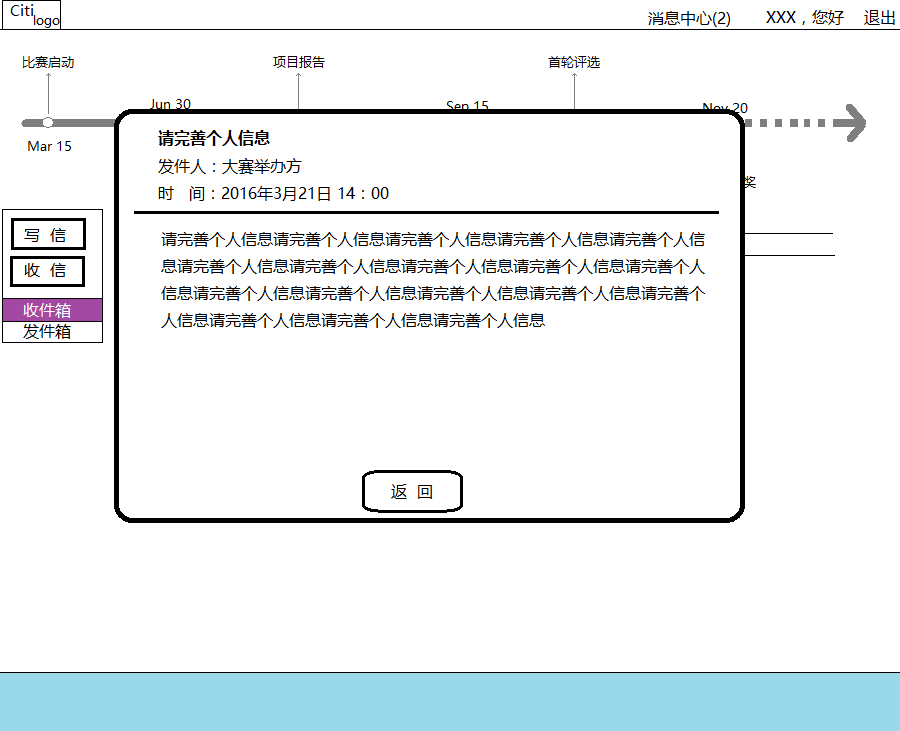 Citi
logo
消息中心(2) XXX，您好 退出
比赛启动 项目报告 首轮评选
Jun 30 Sep 15 Nov 20
Mar 15
请完善个人信息
发件人：大赛举办方
时 间：2016年3月21日 14：00
奖
写 信
收 信
收件箱
发件箱
请完善个人信息请完善个人信息请完善个人信息请完善个人信息请完善个人信
息请完善个人信息请完善个人信息请完善个人信息请完善个人信息请完善个人
信息请完善个人信息请完善个人信息请完善个人信息请完善个人信息请完善个
人信息请完善个人信息请完善个人信息请完善个人信息
返 回